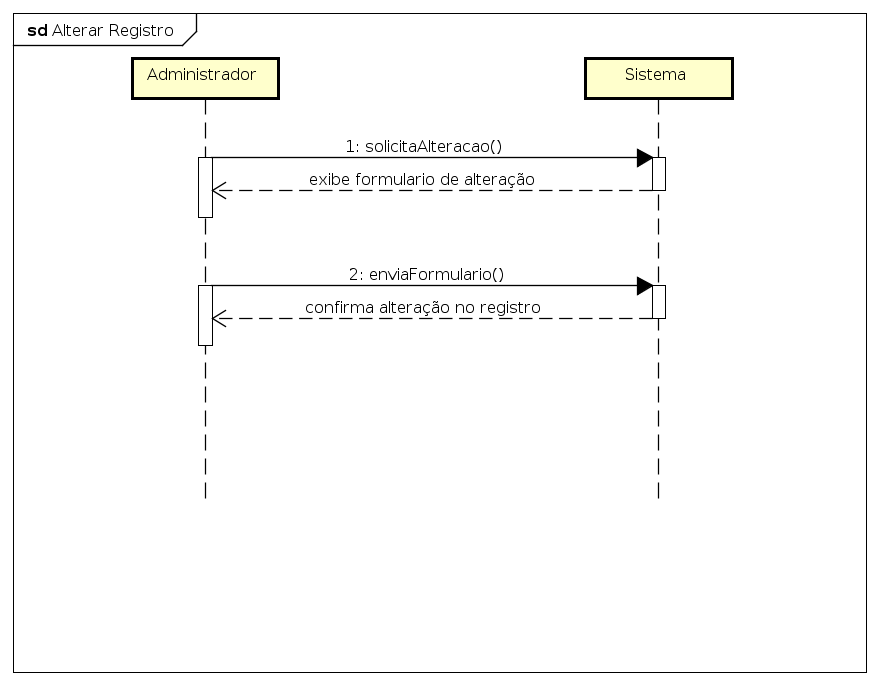 sd Alterar Registro
Administrador
Sistema
1: solicitaAlteracao()
exibe formulario de alteração
2: enviaFormulario()
confirma alteração no registro